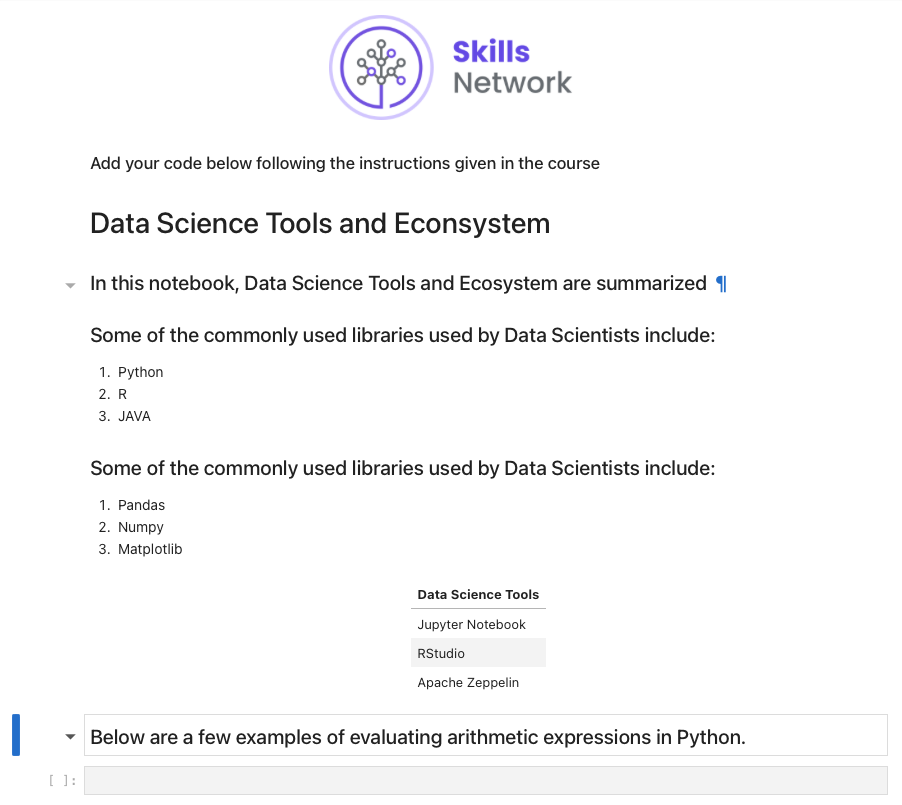 Skills
Network
Add your code below following the instructions given in the course
Data Science Tools and Econsystem
In this notebook, Data Science Tools and Ecosystem are summarized ¶
Some of the commonly used libraries used by Data Scientists include:
1. Python
2. R
3. JAVA
Some of the commonly used libraries used by Data Scientists include:
1. Pandas
2. Numpy
3. Matplotlib
Data Science Tools
Jupyter Notebook
RStudio
Apache Zeppelin
Below are a few examples of evaluating arithmetic expressions in Python.
[ ]: